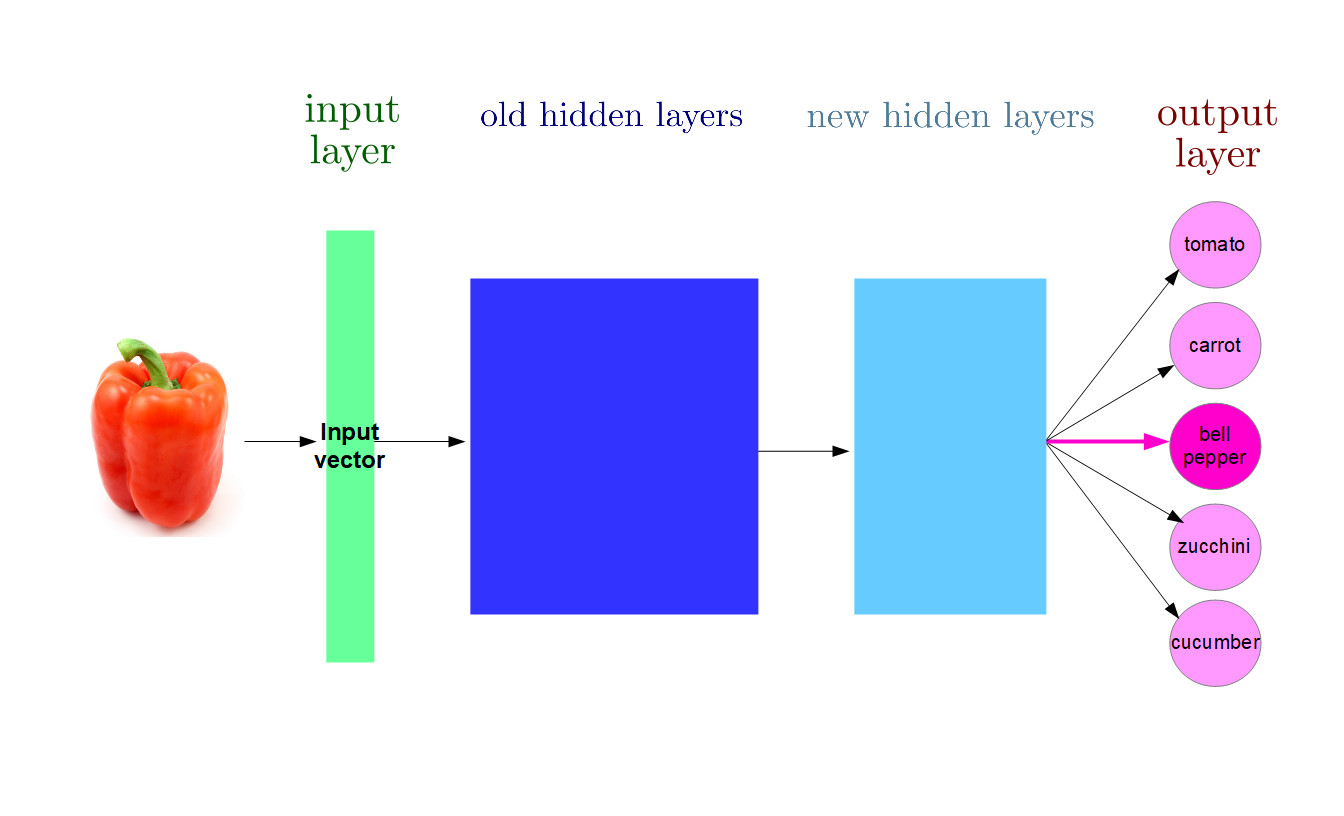 input
layer
old hidden layers
new hidden layers
output
layer
Input
vector
tomato
carrot
bell
pepper
zucchini
cucumber